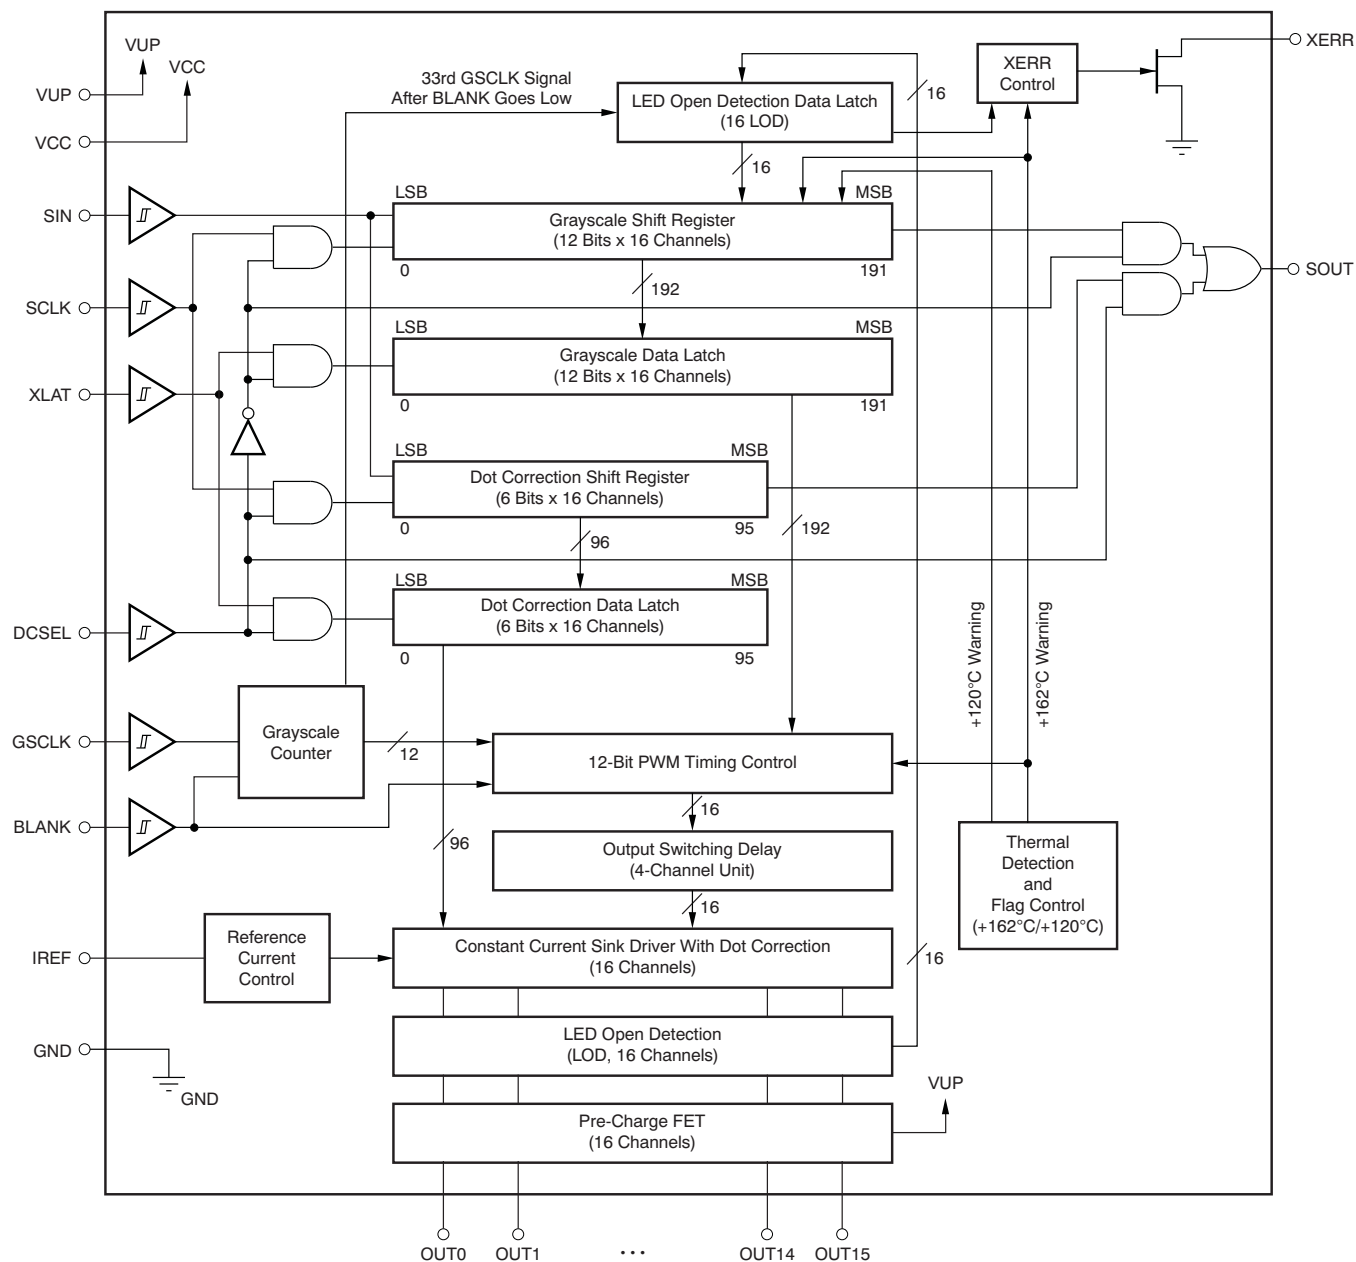 VUP
VCC
VUP
VCC
33rd GSCLK Signal
After BLANK Goes Low
LED Open Detection Data Latch
(16 LOD)
16
XERR
Control
XERR
16
SIN
LSB
MSB
Grayscale Shift Register
(12 Bits x 16 Channels)
0
191
SOUT
192
SCLK
LSB
MSB
Grayscale Data Latch
(12 Bits x 16 Channels)
0
191
XLAT
LSB
MSB
Dot Correction Shift Register
(6 Bits x 16 Channels)
0
95
192
96
LSB
MSB
Dot Correction Data Latch
(6 Bits x 16 Channels)
0
95
DCSEL
+120°C Warning
+162°C Warning
GSCLK
Grayscale
Counter
12
12-Bit PWM Timing Control
16
BLANK
96
Output Switching Delay
(4-Channel Unit)
16
Thermal
Detection
and
Flag Control
(+162°C/+120°C)
IREF
Reference
Current
Control
Constant Current Sink Driver With Dot Correction
(16 Channels)
16
GND
GND
LED Open Detection
(LOD, 16 Channels)
VUP
Pre-Charge FET
(16 Channels)
OUT0
OUT1
...
OUT14
OUT15